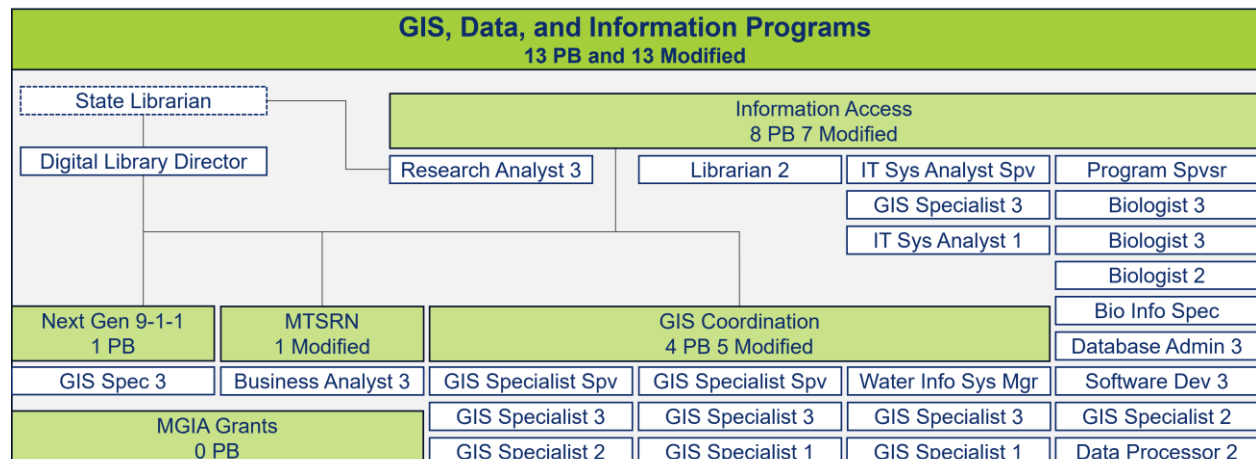 GIS, Data, and Information Programs
13 PB and 13 Modified
State Librarian
Information Access
8 PB 7 Modified
Digital Library Director
Research Analyst 3
Librarian 2
IT Sys Analyst Spv
Program Spvsr
GIS Specialist 3
Biologist 3
IT Sys Analyst 1
Biologist 3
Biologist 2
Next Gen 9-1-1
1 PB
MTSRN
1 Modified
GIS Coordination
4 PB 5 Modified
Bio Info Spec
Database Admin 3
GIS Spec 3
Business Analyst 3
GIS Specialist Spv
GIS Specialist Spv
Water Info Sys Mgr
Software Dev 3
MGIA Grants
0 PB
GIS Specialist 3
GIS Specialist 3
GIS Specialist 3
GIS Specialist 2
GIS Specialist 2
GIS Specialist 1
GIS Specialist 1
Data Processor 2